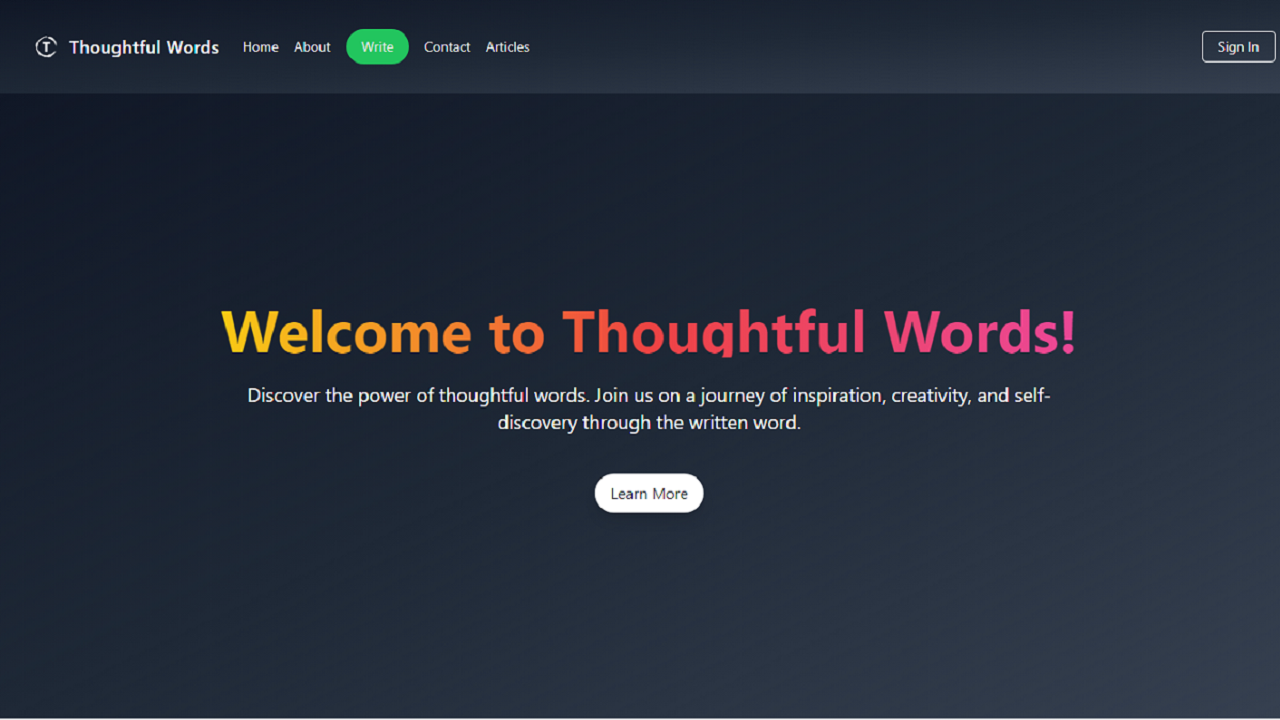 Thoughtful Words Home About Write Contact Articles Sign In
Welcome to Thoughtful Words!
Discover the power of thoughtful words. Join us on a journey of inspiration, creativity, and self-
discovery through the written word.
Learn More